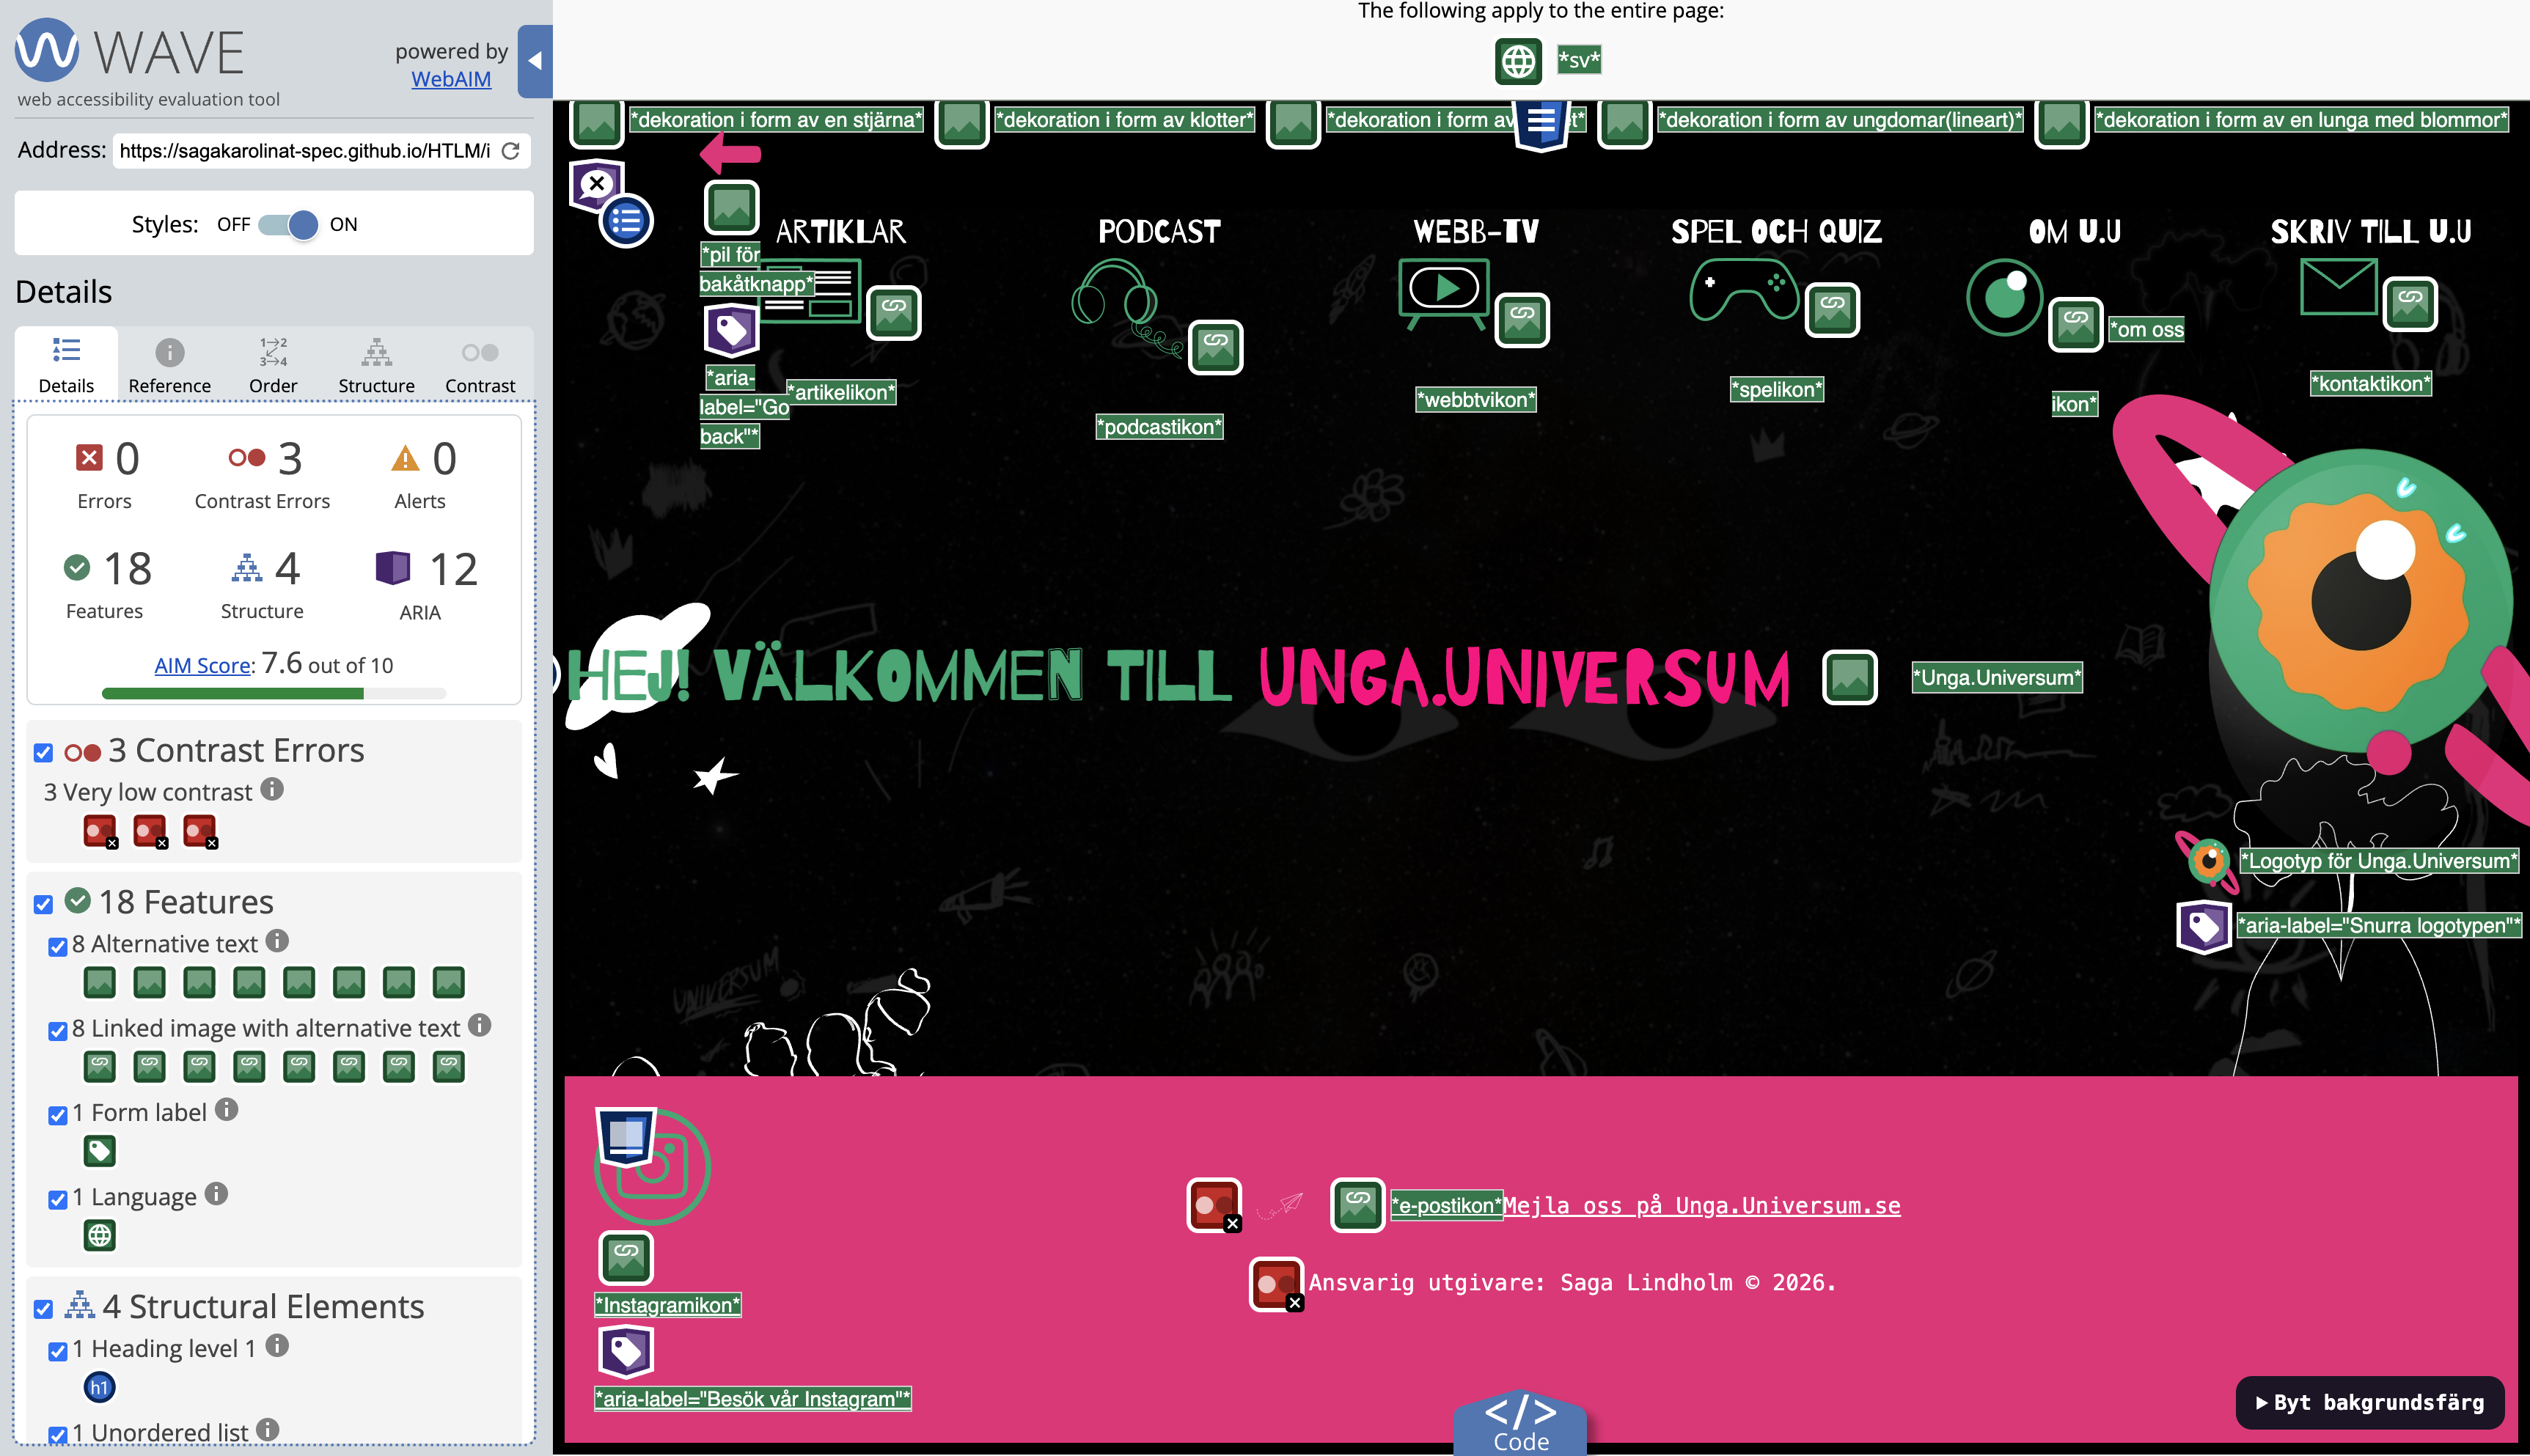 WAVE
powered by
WebAIM
web accessibility evaluation tool
Address: https://sagakarolinat-spec.github.io/HTLM/i
Styles: OFF ON
Details
Details
Reference
Order
Structure
Contrast
0 Errors
3 Contrast Errors
0 Alerts
18 Features
4 Structure
12 ARIA
AIM Score: 7.6 out of 10
3 Contrast Errors
3 Very low contrast
18 Features
8 Alternative text
8 Linked image with alternative text
1 Form label
1 Language
4 Structural Elements
1 Heading level 1
h1
1 Unordered list
The following apply to the entire page:
*sv*
*dekoration i form av en stjärna*
*dekoration i form av klotter*
*dekoration i form av
t*
*dekoration i form av ungdomar(lineart)*
*dekoration i form av en lunga med blommor*
*pil för
bakåtknapp*
*aria-
label="Go
back"*
ARTIKLAR
*artikelikon*
PODCAST
*podcastikon*
WEBB-TV
*webbtvikon*
SPEL OCH QUIZ
*spelikon*
OM U.U
*om oss
ikon*
SKRIV TILL U.U
*kontaktikon*
HEJ! VÄLKOMMEN TILL UNGA.UNIVERSUM
*Unga.Universum*
*Logotyp för Unga.Universum*
*aria-label="Snurra logotypen"*
UNIVERSUM
*Instagramikon*
*aria-label="Besök vår Instagram"*
*e-postikon*Mejla oss på Unga.Universum.se
Ansvarig utgivare: Saga Lindholm © 2026.
</> Code
Byt bakgrundsfärg